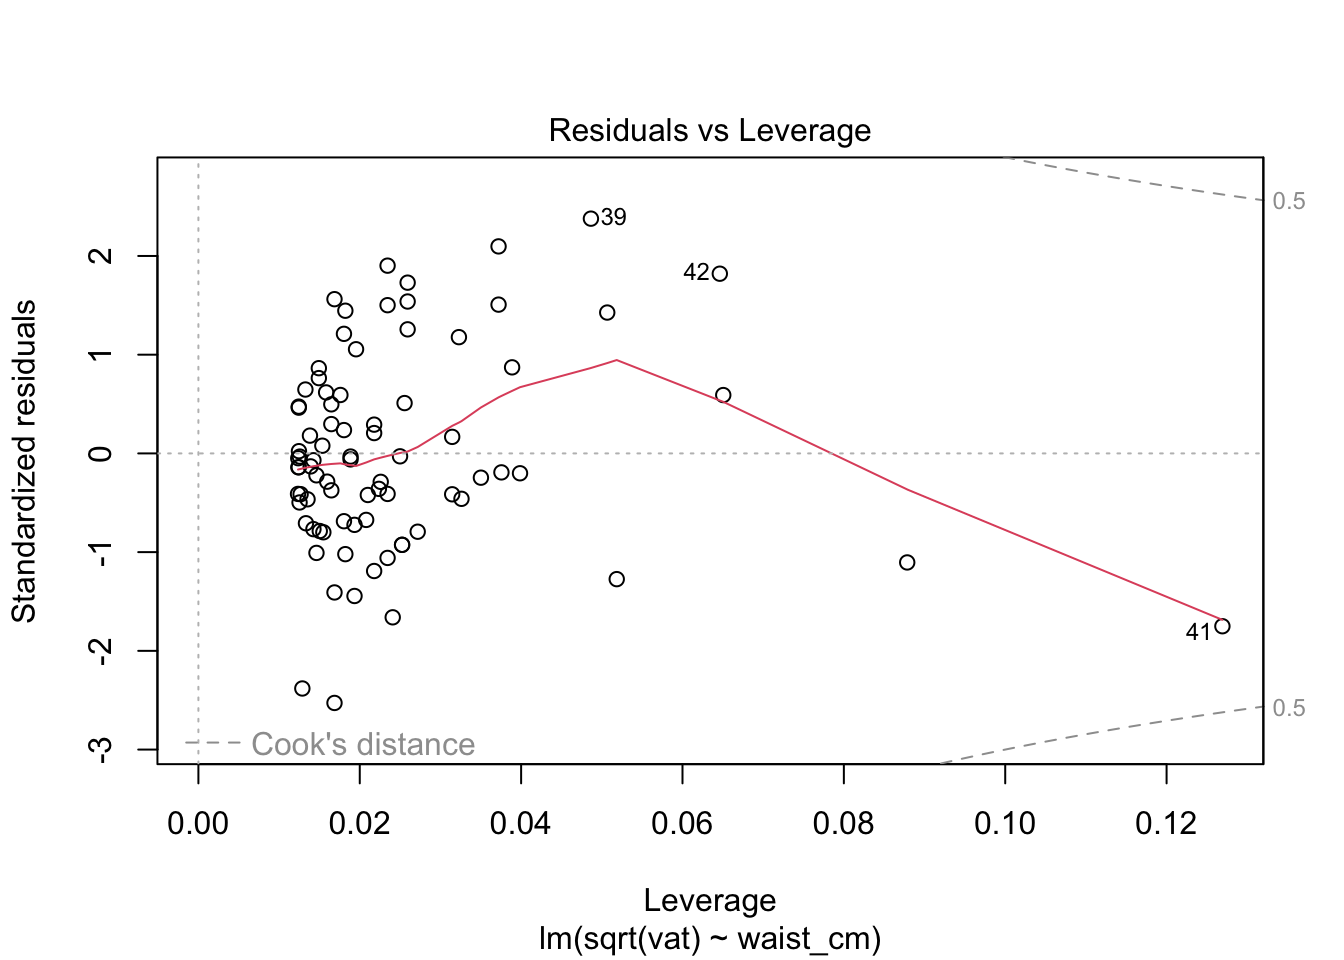 Residuals vs Leverage
Standardized residuals
2
1
0
-1
-2
-3
39
42
41
0.5
0.5
Cook's distance
0.00 0.02 0.04 0.06 0.08 0.10 0.12
Leverage
lm(sqrt(vat) ~ waist_cm)